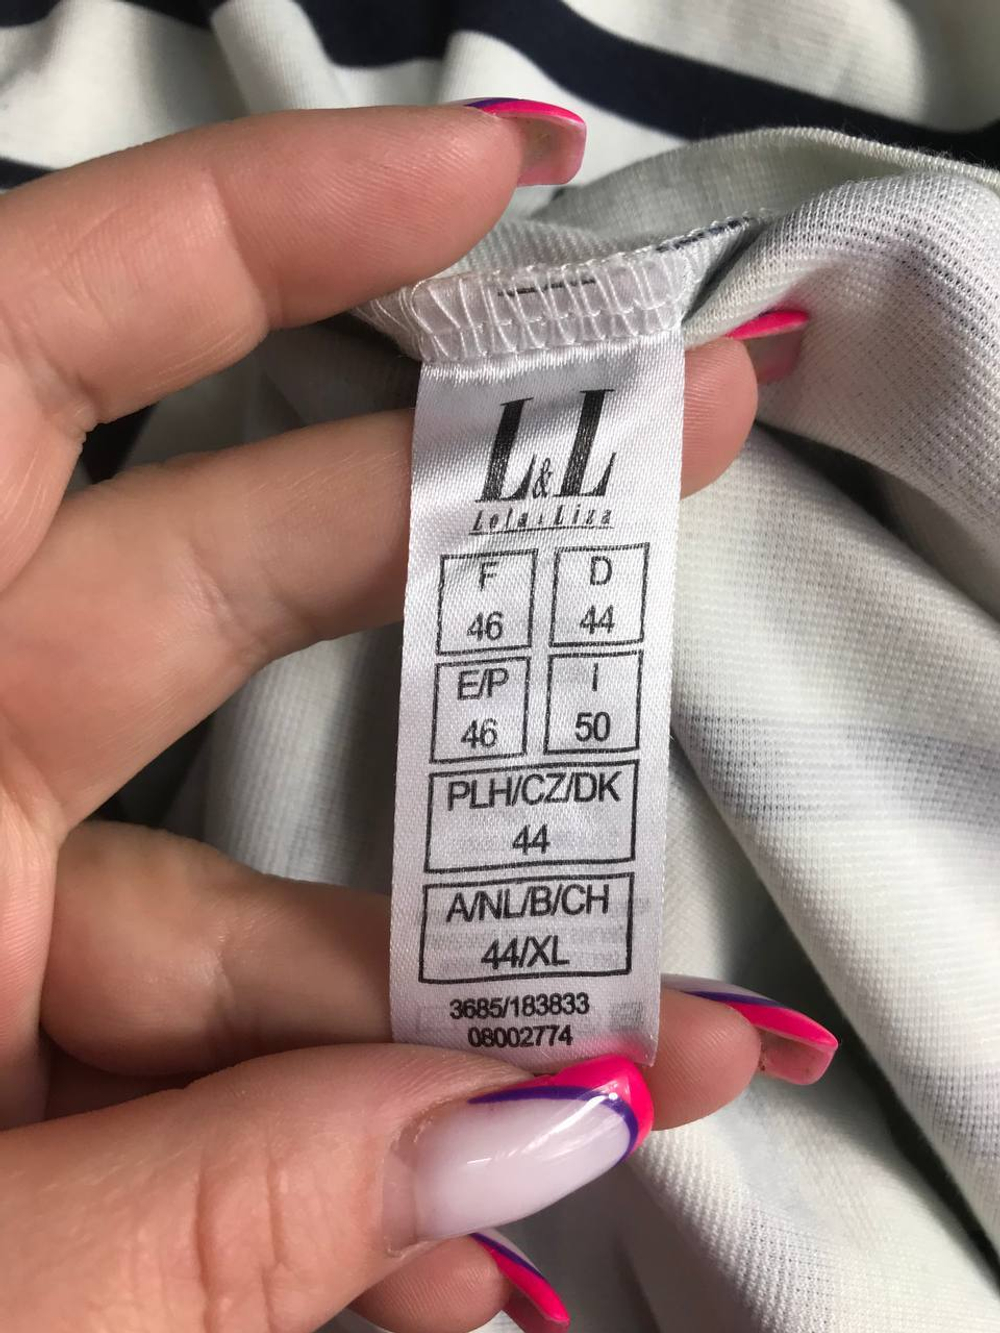 L&L
Lola & Liza
F D
46 44
E/P I
46 50
PLH/CZ/DK
44
A/NL/B/CH
44/XL
3685/183833
08002774